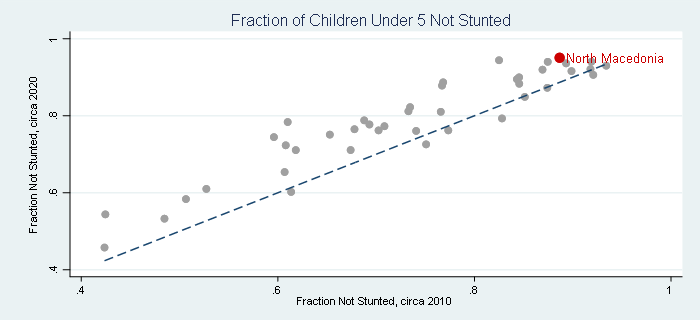 Fraction of Children Under 5 Not Stunted
Fraction Not Stunted, circa 2020
1
.8
.6
.4
North Macedonia
.4
.6
.8
1
Fraction Not Stunted, circa 2010